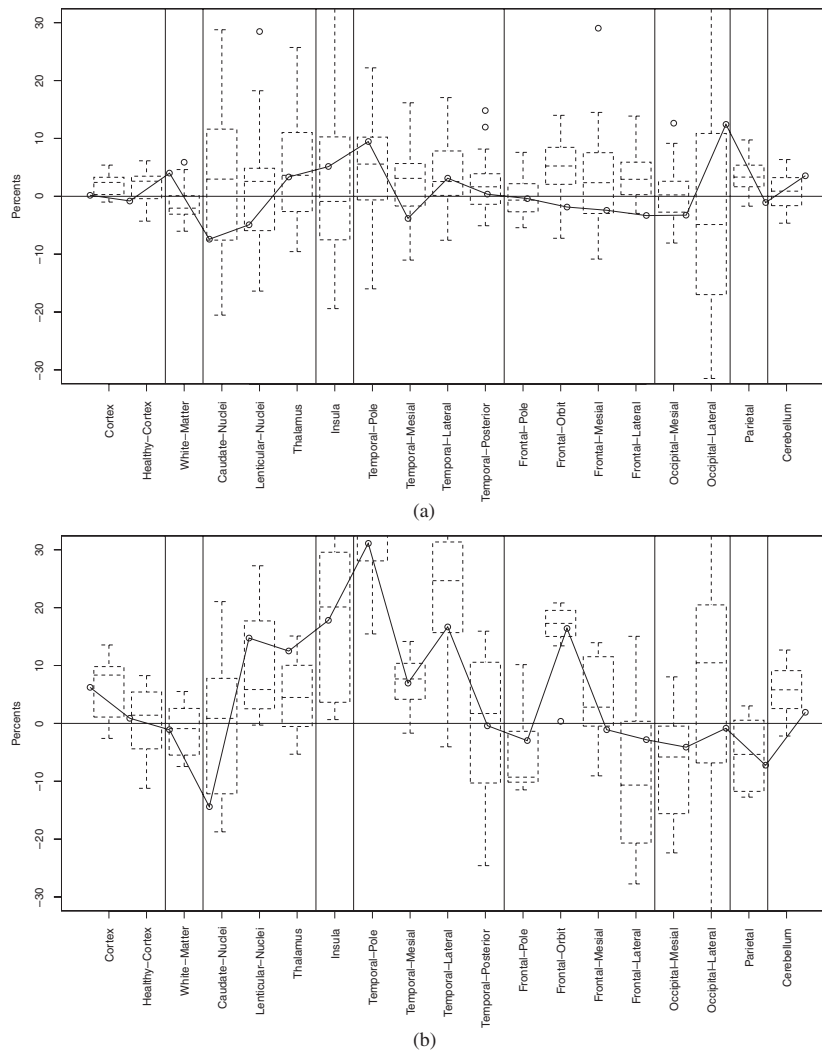 30
20
10
0
-10
-20
-30
Percents
Cortex
Healthy-Cortex
White-Matter
Caudate-Nuclei
Lenticular-Nuclei
Thalamus
Insula
Temporal-Pole
Temporal-Mesial
Temporal-Lateral
Temporal-Posterior
Frontal-Pole
Frontal-Orbit
Frontal-Mesial
Frontal-Lateral
Occipital-Mesial
Occipital-Lateral
Parietal
Cerebellum
(a)
30
20
10
0
-10
-20
-30
Percents
Cortex
Healthy-Cortex
White-Matter
Caudate-Nuclei
Lenticular-Nuclei
Thalamus
Insula
Temporal-Pole
Temporal-Mesial
Temporal-Lateral
Temporal-Posterior
Frontal-Pole
Frontal-Orbit
Frontal-Mesial
Frontal-Lateral
Occipital-Mesial
Occipital-Lateral
Parietal
Cerebellum
(b)